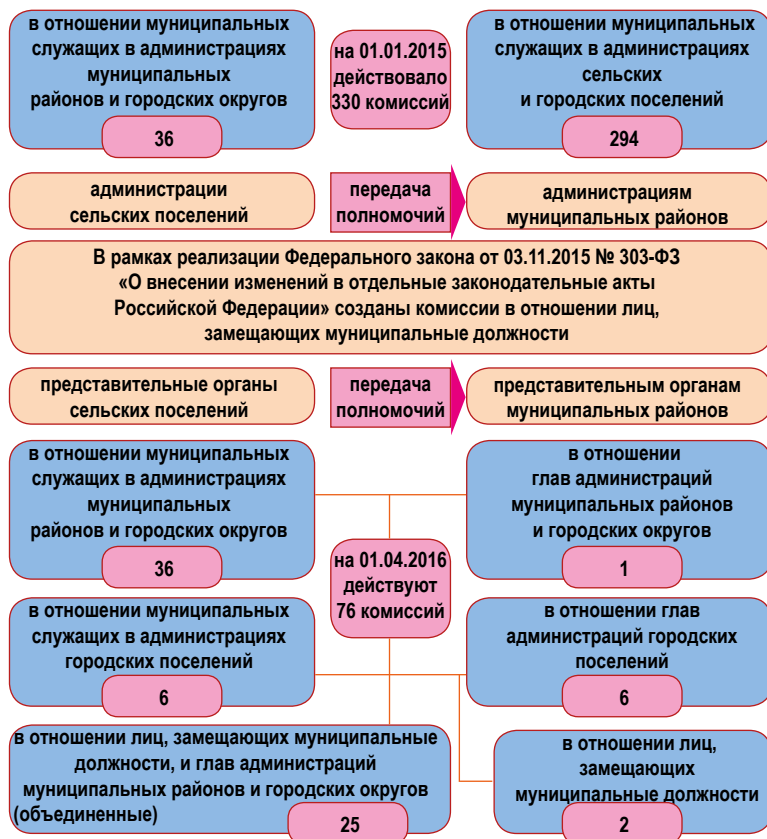 в отношении муниципальных
служащих в администрациях
муниципальных
районов и городских округов
36
на 01.01.2015
действовало
330 комиссий
в отношении муниципальных
служащих в администрациях
сельских
и городских поселений
294
администрации
сельских поселений
передача
полномочий
администрациям
муниципальных районов
В рамках реализации Федерального закона от 03.11.2015 № 303-ФЗ
«О внесении изменений в отдельные законодательные акты
Российской Федерации» созданы комиссии в отношении лиц,
замещающих муниципальные должности
представительные органы
сельских поселений
передача
полномочий
представительным органам
муниципальных районов
в отношении муниципальных
служащих в администрациях
муниципальных
районов и городских округов
36
на 01.04.2016
действуют
76 комиссий
в отношении
глав администраций
муниципальных районов
и городских округов
1
в отношении муниципальных
служащих в администрациях
городских поселений
6
в отношении глав
администраций городских
поселений
6
в отношении лиц, замещающих муниципальные
должности, и глав администраций
муниципальных районов и городских округов
(объединенные)
25
в отношении лиц,
замещающих
муниципальные должности
2